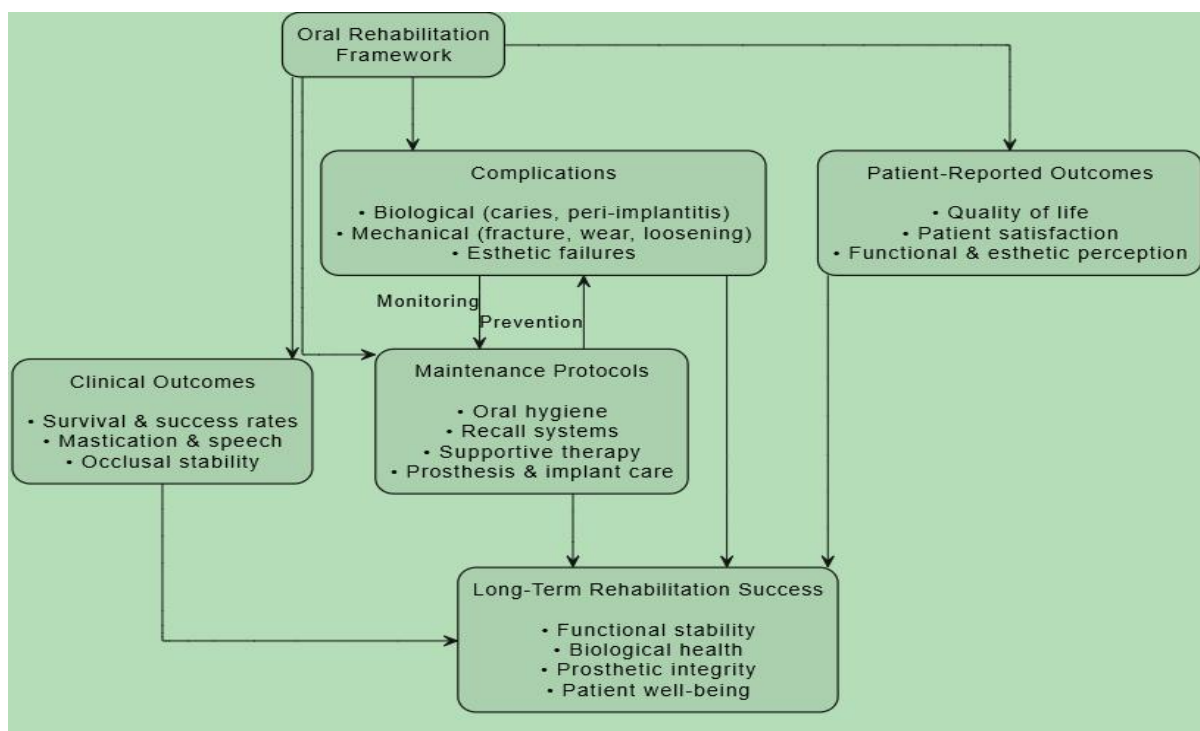 Oral Rehabilitation
Framework
Complications
• Biological (caries, peri-implantitis)
• Mechanical (fracture, wear, loosening)
• Esthetic failures
Patient-Reported Outcomes
• Quality of life
• Patient satisfaction
• Functional & esthetic perception
Monitoring
Prevention
Clinical Outcomes
• Survival & success rates
• Mastication & speech
• Occlusal stability
Maintenance Protocols
• Oral hygiene
• Recall systems
• Supportive therapy
• Prosthesis & implant care
Long-Term Rehabilitation Success
• Functional stability
• Biological health
• Prosthetic integrity
• Patient well-being